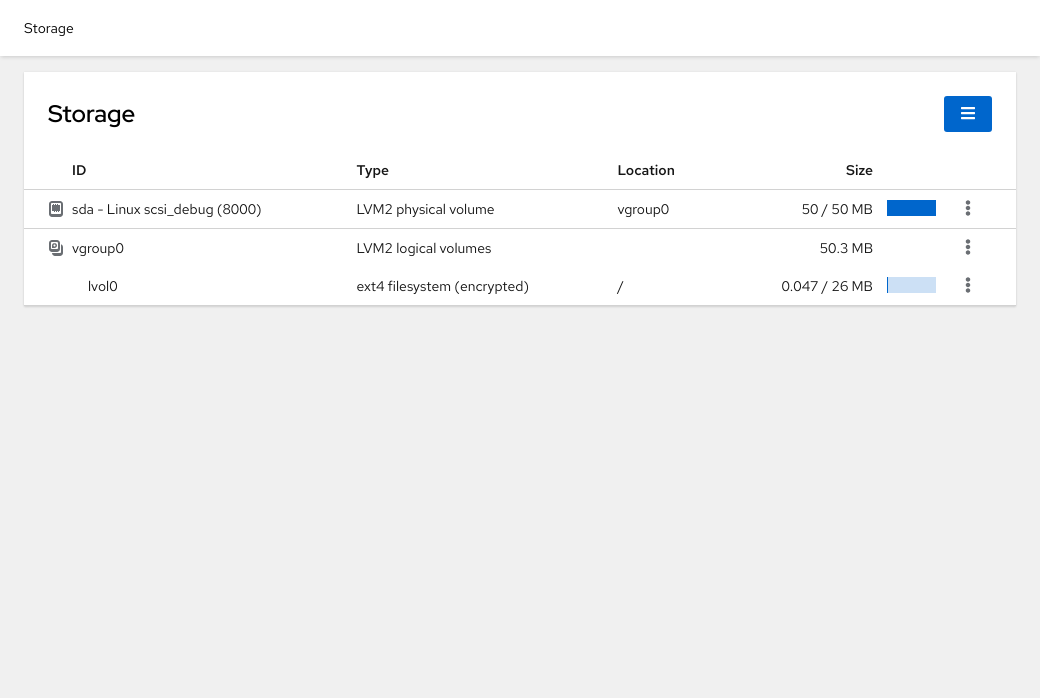 Storage
Storage
ID Type Location Size
sda - Linux scsi_debug (8000) LVM2 physical volume vgroup0 50 / 50 MB
vgroup0 LVM2 logical volumes 50.3 MB
lvol0 ext4 filesystem (encrypted) / 0.047 / 26 MB